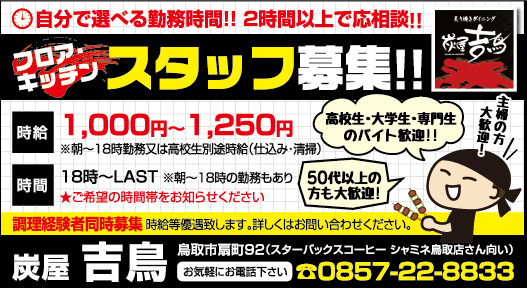 自分で選べる勤務時間!! 2時間以上で応相談!!
フロア・
キッチン
スタッフ募集!!
炙り焼きダイニング
炭屋吉鳥
時給
1,000円〜1,250円
※朝〜18時勤務又は高校生別途時給(仕込み・清掃)
時間
18時〜LAST ※朝〜18時の勤務もあり
★ご希望の時間帯をお知らせください
高校生・大学生・専門生
のバイト歓迎!!
50代以上の
方も大歓迎!
主婦の方
大歓迎!
調理経験者同時募集 時給等優遇致します。詳しくはお問い合わせください。
炭屋 吉鳥
鳥取市扇町92(スターバックスコーヒー シャミネ鳥取店さん向い)
お気軽にお電話下さい ☎0857-22-8833